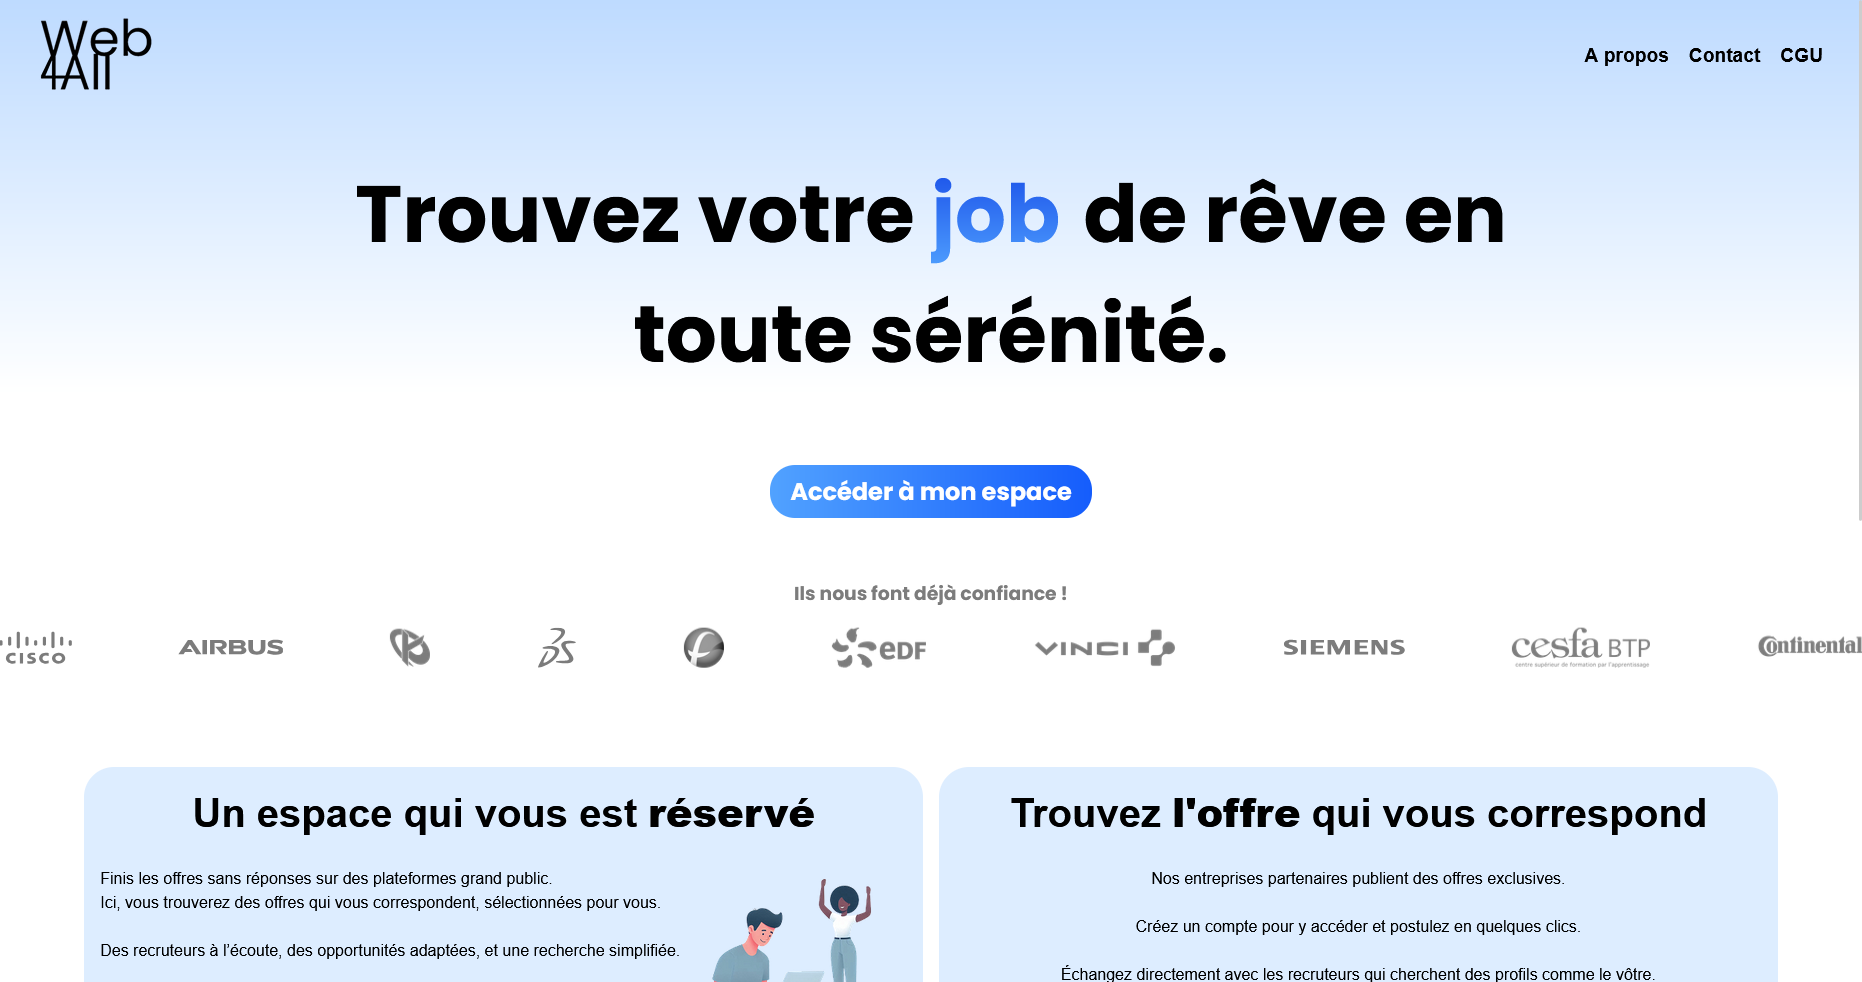 Web
4All
A propos Contact CGU
Trouvez votre job de rêve en
toute sérénité.
Accéder à mon espace
Ils nous font déjà confiance !
CISCO
AIRBUS
EDF
VINCI
SIEMENS
cesfa BTP
centre supérieur de formation par l'apprentissage
Continental
Un espace qui vous est réservé
Finis les offres sans réponses sur des plateformes grand public.
Ici, vous trouverez des offres qui vous correspondent, sélectionnées pour vous.
Des recruteurs à l’écoute, des opportunités adaptées, et une recherche simplifiée.
Trouvez l'offre qui vous correspond
Nos entreprises partenaires publient des offres exclusives.
Créez un compte pour y accéder et postulez en quelques clics.
Échangez directement avec les recruteurs qui cherchent des profils comme le vôtre.